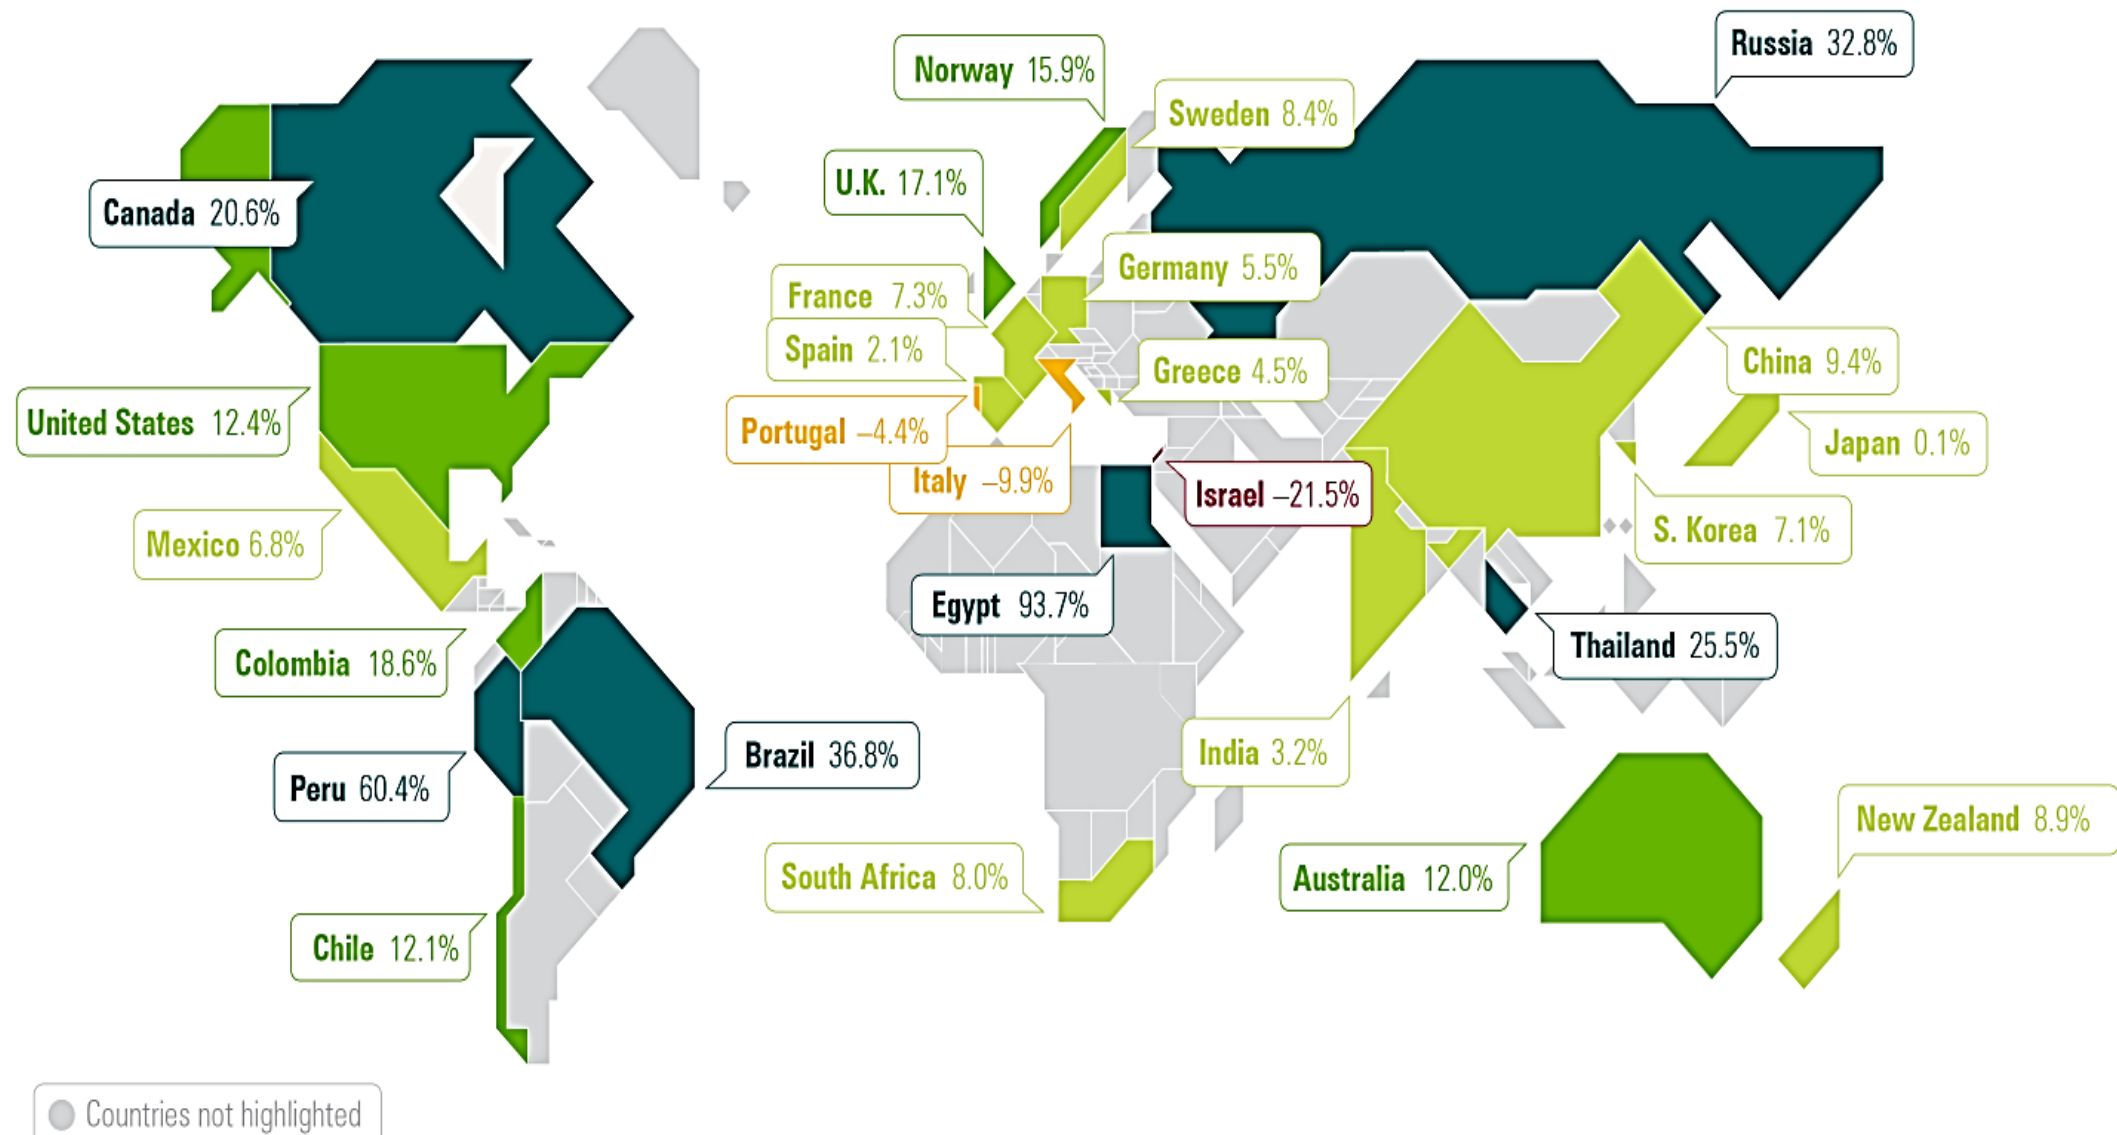 Russia 32.8%
Norway 15.9%
Sweden 8.4%
U.K. 17.1%
Canada 20.6%
Germany 5.5%
France 7.3%
Spain 2.1%
Greece 4.5%
China 9.4%
United States 12.4%
Portugal –4.4%
Japan 0.1%
Italy –9.9%
Israel –21.5%
Mexico 6.8%
S. Korea 7.1%
Egypt 93.7%
Colombia 18.6%
Thailand 25.5%
Peru 60.4%
Brazil 36.8%
India 3.2%
New Zealand 8.9%
South Africa 8.0%
Australia 12.0%
Chile 12.1%
Countries not highlighted